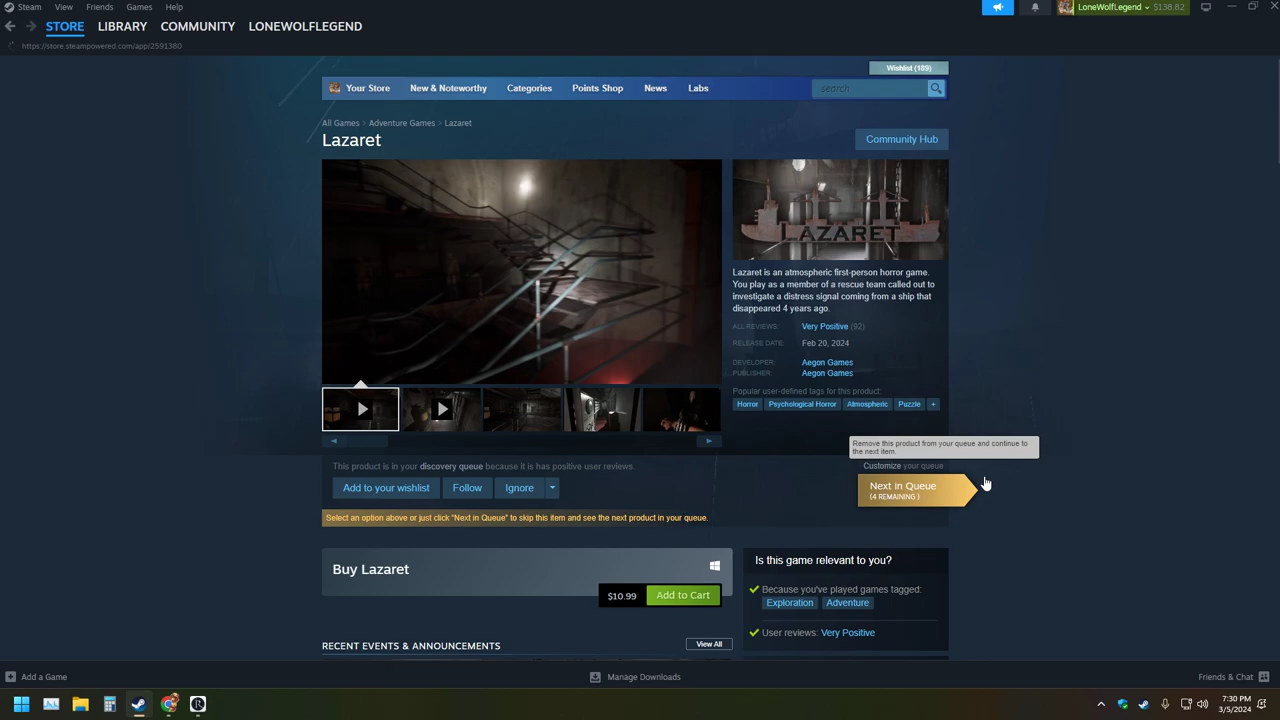 Steam View Friends Games Help
LoneWolfLegend $138.82
STORE LIBRARY COMMUNITY LONEWOLFLEGEND
https://store.steampowered.com/app/2591380
Wishlist (189)
Your Store New & Noteworthy Categories Points Shop News Labs search
All Games > Adventure Games > Lazaret
Lazaret
Community Hub
LAZARET
Lazaret is an atmospheric first-person horror game.
You play as a member of a rescue team called out to
investigate a distress signal coming from a ship that
disappeared 4 years ago.
ALL REVIEWS: Very Positive (92)
RELEASE DATE: Feb 20, 2024
DEVELOPER: Aegon Games
PUBLISHER: Aegon Games
Popular user-defined tags for this product:
Horror Psychological Horror Atmospheric Puzzle +
Remove this product from your queue and continue to
the next item.
This product is in your discovery queue because it has positive user reviews.
Customize your queue
Add to your wishlist Follow Ignore
Next in Queue
(4 REMAINING )
Select an option above or just click "Next in Queue" to skip this item and see the next product in your queue.
Buy Lazaret
$10.99 Add to Cart
Is this game relevant to you?
Because you've played games tagged:
Exploration Adventure
User reviews: Very Positive
RECENT EVENTS & ANNOUNCEMENTS View All
Add a Game Manage Downloads Friends & Chat
7:30 PM
3/5/2024